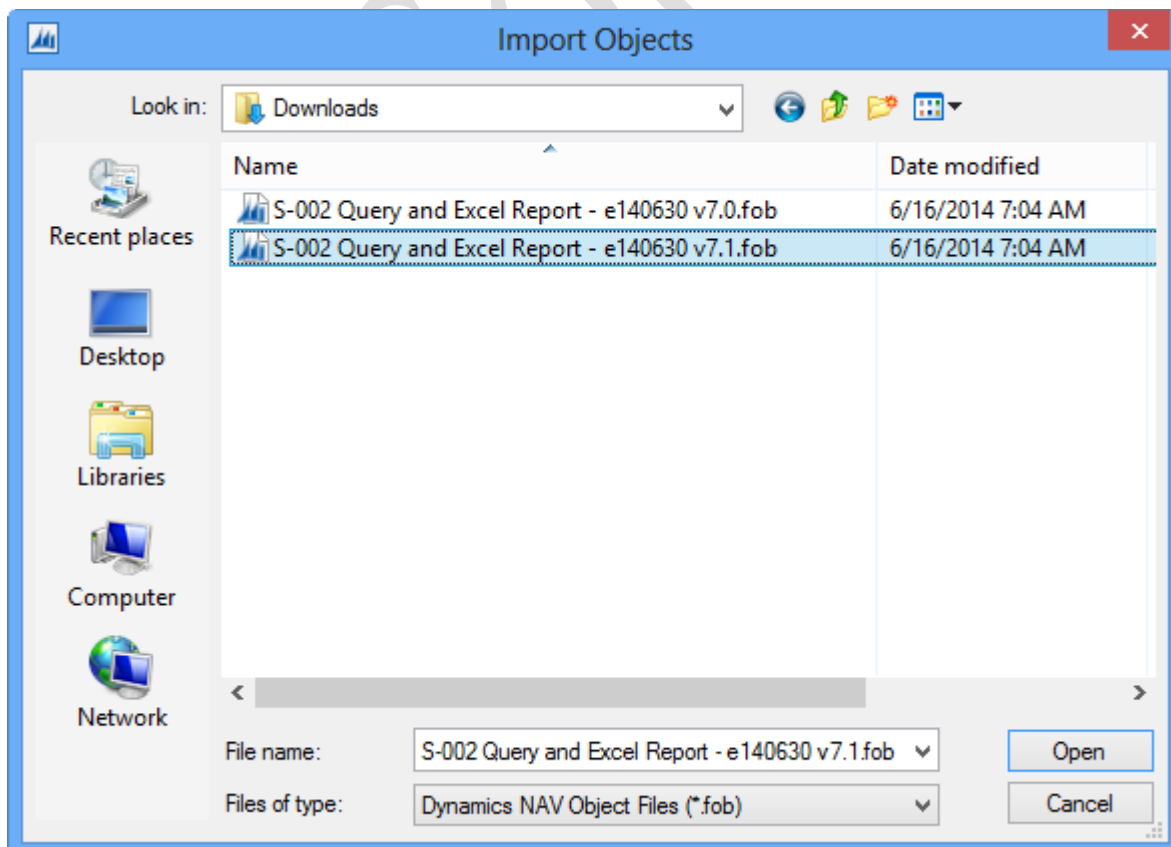 Import Objects
Look in: Downloads
Name Date modified
S-002 Query and Excel Report - e140630 v7.0.fob 6/16/2014 7:04 AM
S-002 Query and Excel Report - e140630 v7.1.fob 6/16/2014 7:04 AM
Recent places
Desktop
Libraries
Computer
Network
File name: S-002 Query and Excel Report - e140630 v7.1.fob Open
Files of type: Dynamics NAV Object Files (*.fob) Cancel